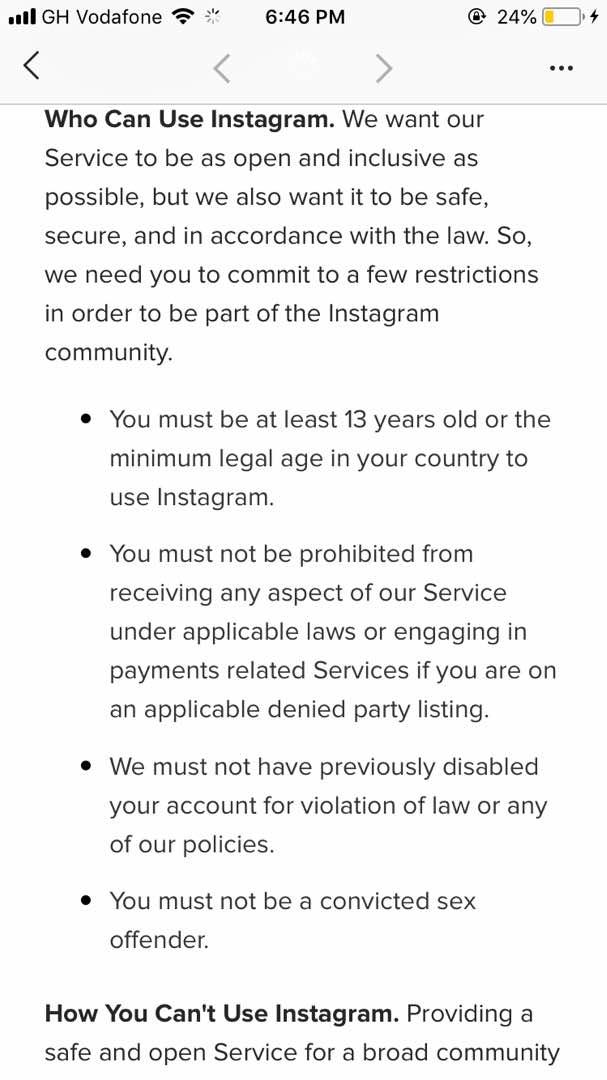 GH Vodafone 6:46 PM 24%
Who Can Use Instagram. We want our
Service to be as open and inclusive as
possible, but we also want it to be safe,
secure, and in accordance with the law. So,
we need you to commit to a few restrictions
in order to be part of the Instagram
community.
• You must be at least 13 years old or the
minimum legal age in your country to
use Instagram.
• You must not be prohibited from
receiving any aspect of our Service
under applicable laws or engaging in
payments related Services if you are on
an applicable denied party listing.
• We must not have previously disabled
your account for violation of law or any
of our policies.
• You must not be a convicted sex
offender.
How You Can't Use Instagram. Providing a
safe and open Service for a broad community